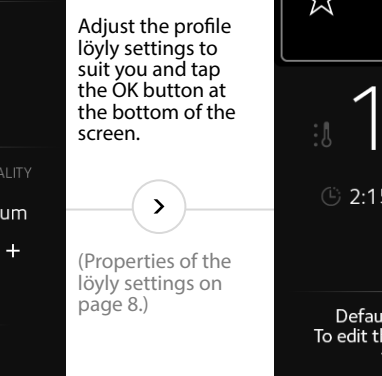 Adjust the profile
löyly settings to
suit you and tap
the OK button at
the bottom of the
screen.
(Properties of the
löyly settings on
page 8.)
ALITY
um
+
1
2:15
Defau
To edit th